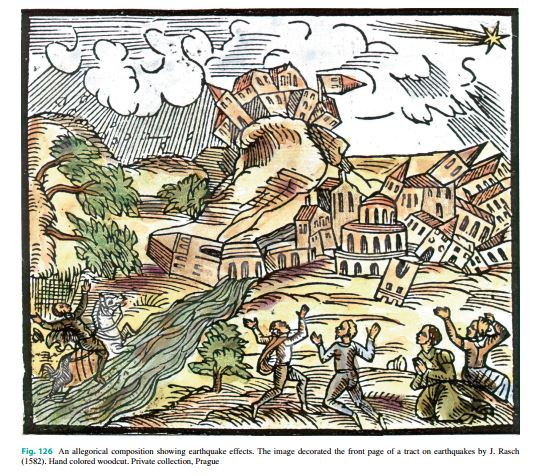 Fig. 126 An allegorical composition showing earthquake effects. The image decorated the front page of a tract on earthquakes by J. Rasch
(1582). Hand colored woodcut. Private collection, Prague